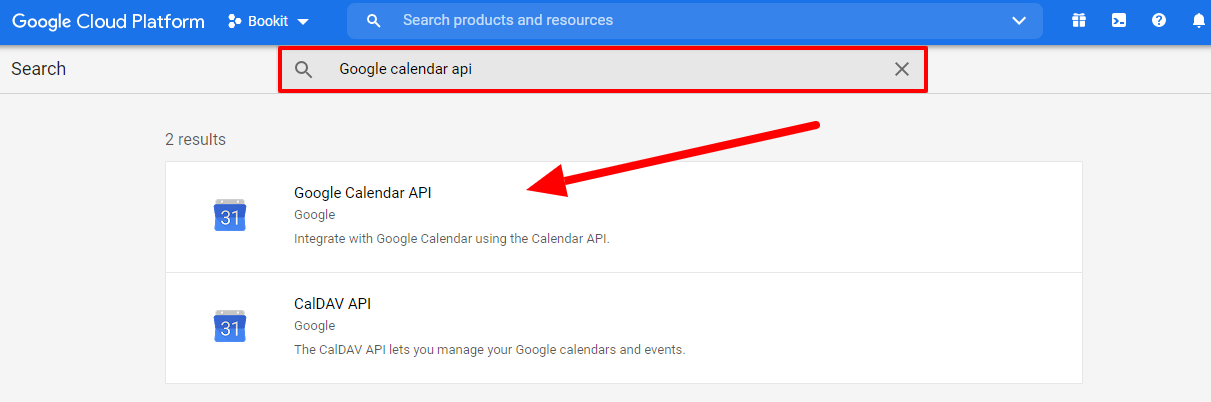 Google Cloud Platform Bookit Search products and resources
Search Google calendar api
2 results
31
Google Calendar API
Google
Integrate with Google Calendar using the Calendar API.
31
CalDAV API
Google
The CalDAV API lets you manage your Google calendars and events.